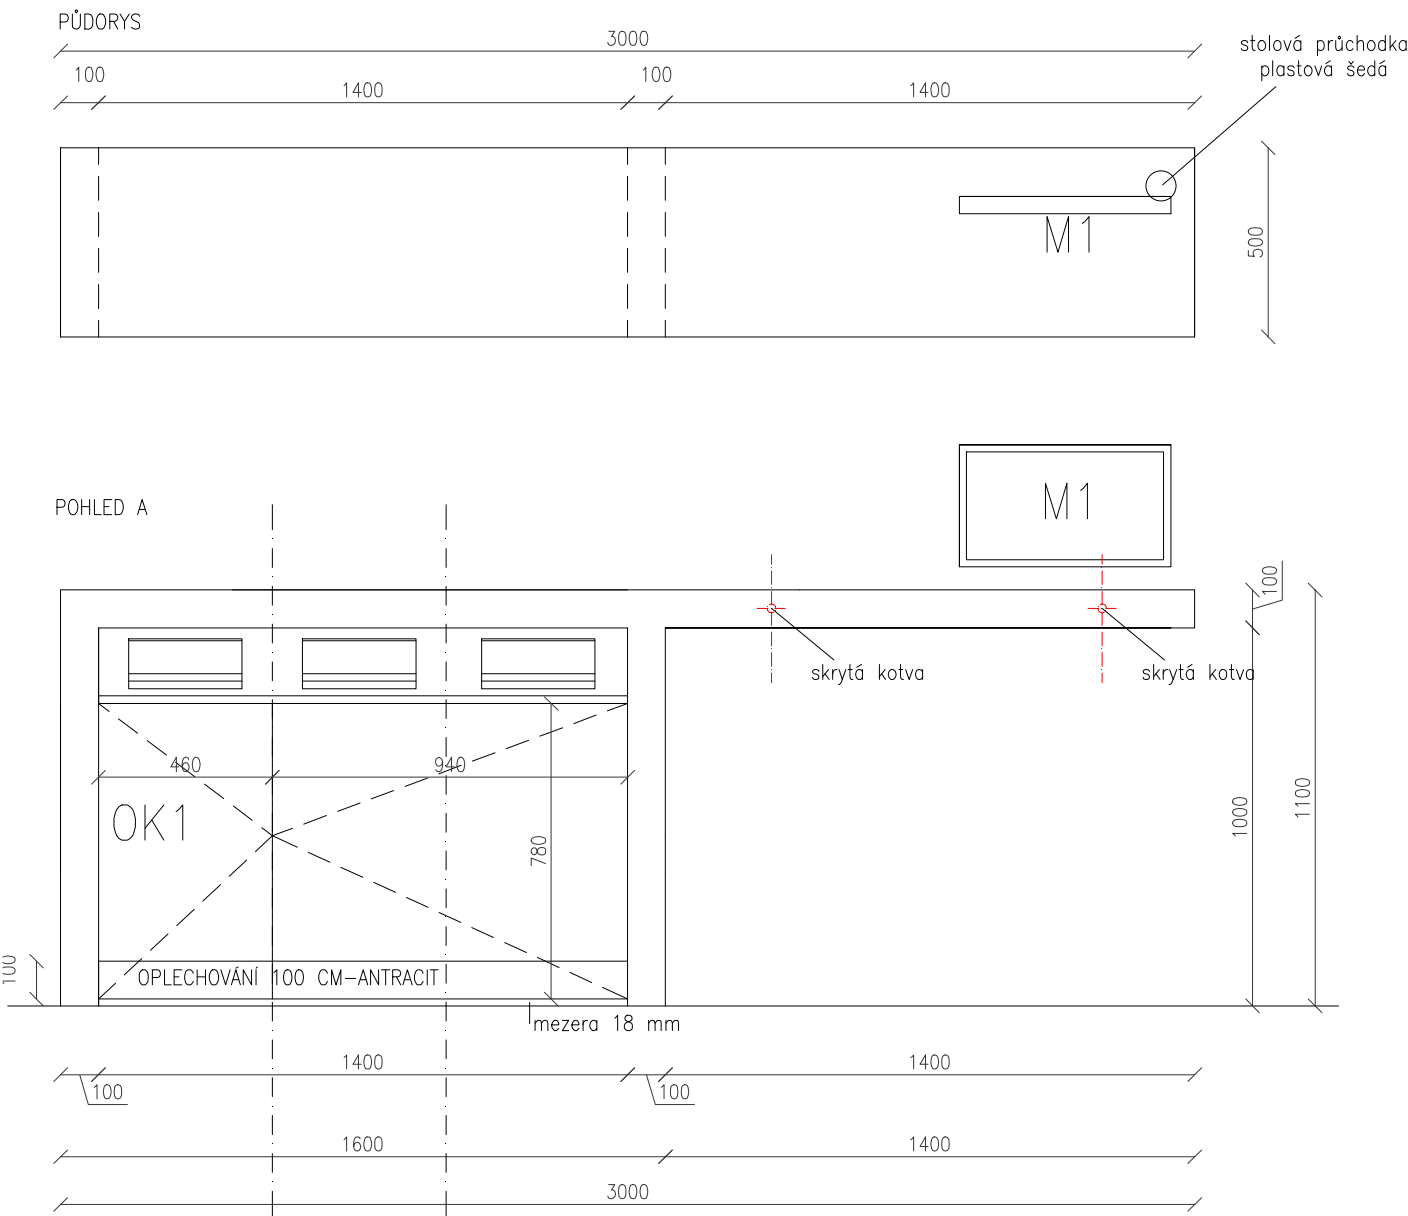 PŮDORYS
3000
stolová průchodka
plastová šedá
100
1400
100
1400
M1
500
POHLED A
M1
100
skrytá kotva
skrytá kotva
460
940
OK1
780
1000
1100
100
OPLECHOVÁNÍ 100 CM-ANTRACIT
mezera 18 mm
1400
1400
100
100
1600
1400
3000